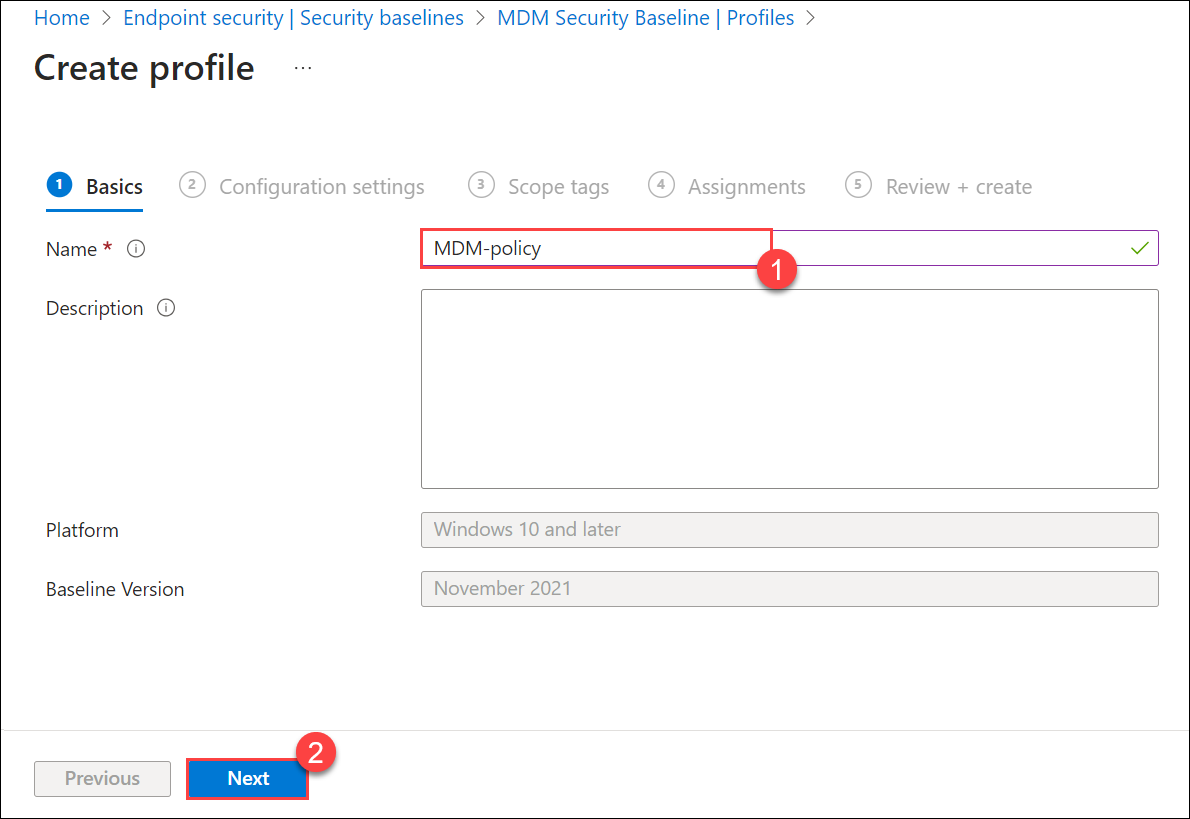 Home > Endpoint security | Security baselines > MDM Security Baseline | Profiles >
Create profile ...
1 Basics 2 Configuration settings 3 Scope tags 4 Assignments 5 Review + create
Name * MDM-policy
1
Description
Platform Windows 10 and later
Baseline Version November 2021
2
Previous Next